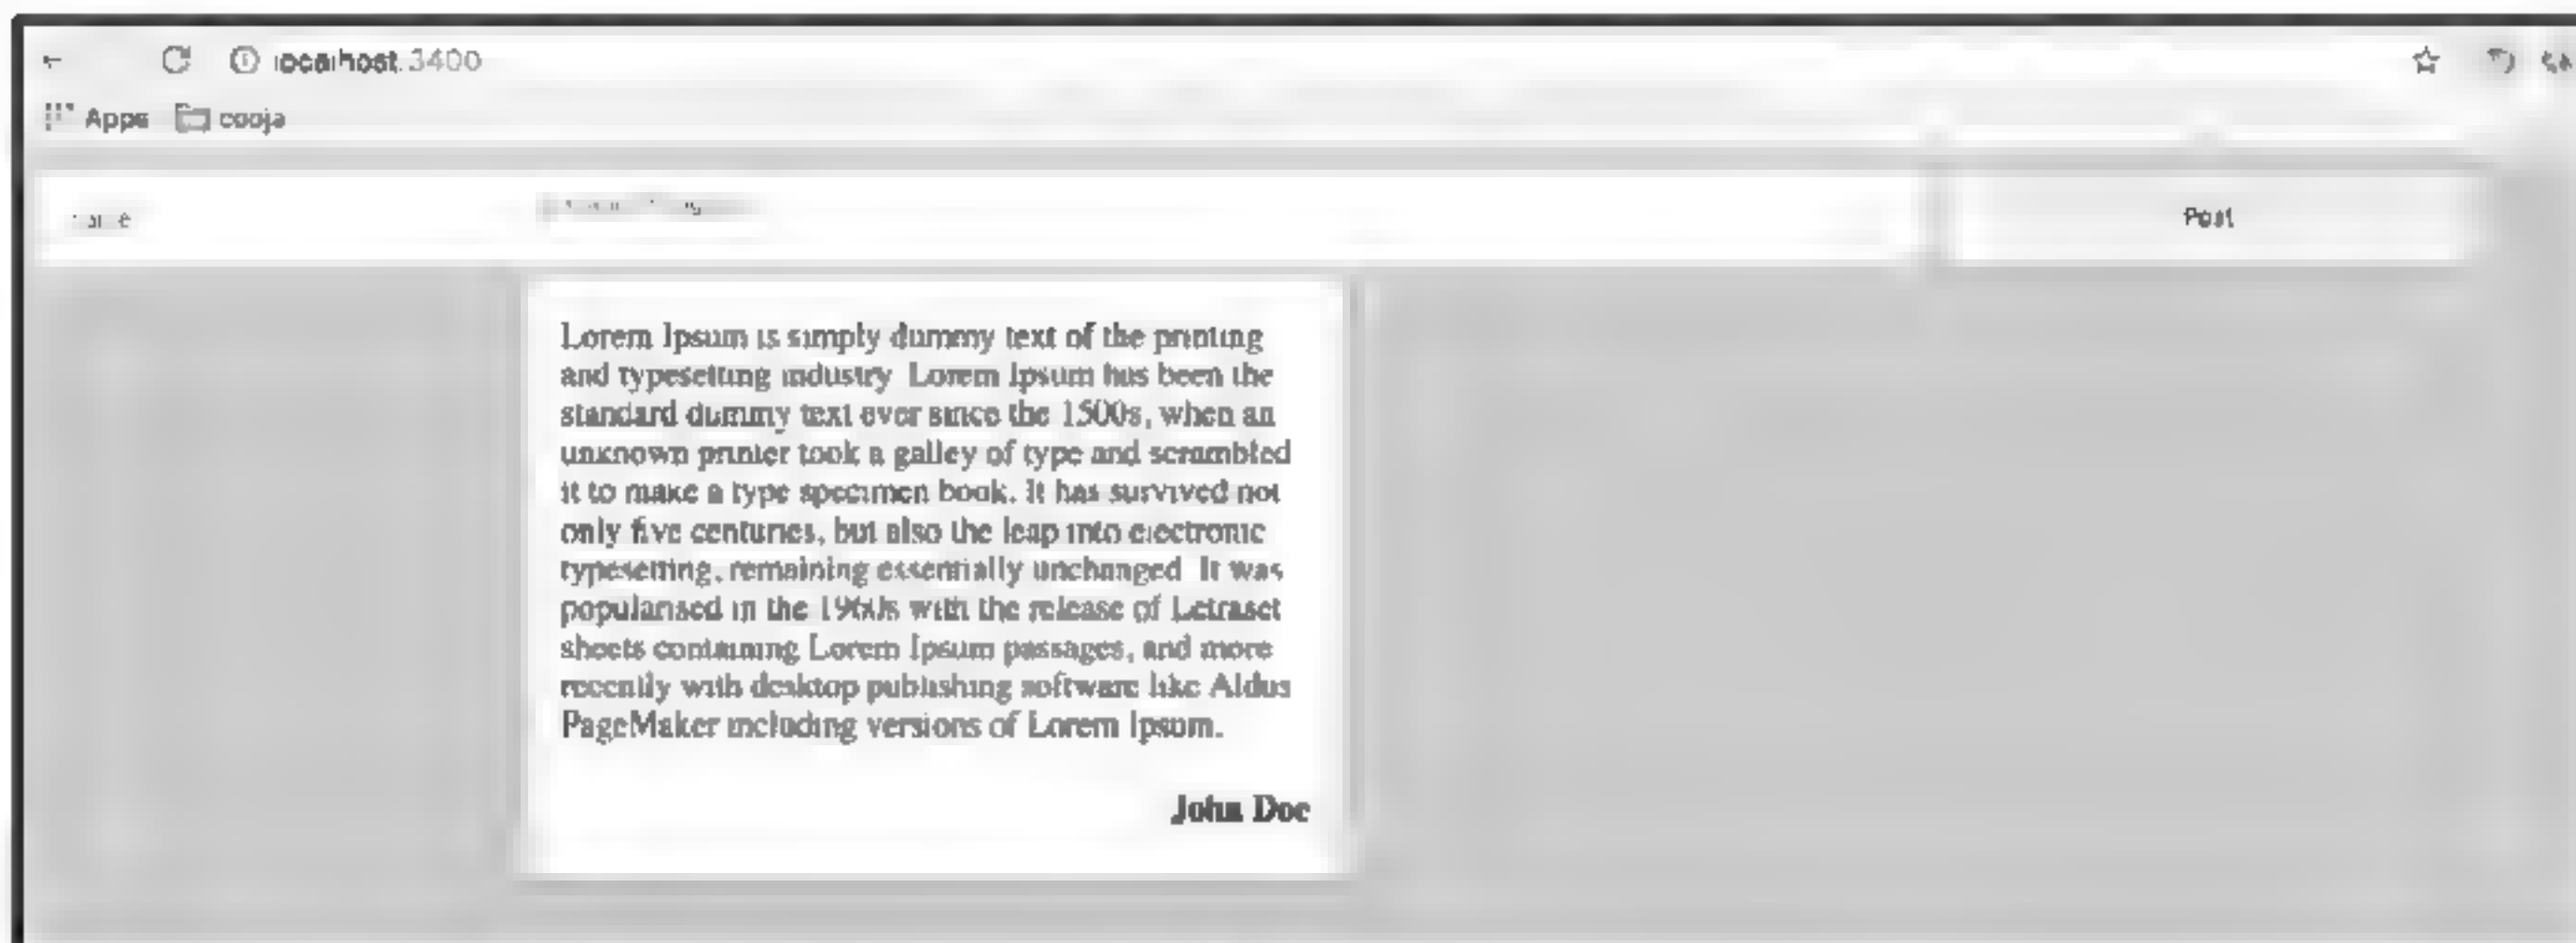 localhost:3400
Apps cooja
name
Post
Lorem Ipsum is simply dummy text of the printing
and typesetting industry. Lorem Ipsum has been the
standard dummy text ever since the 1500s, when an
unknown printer took a galley of type and scrambled
it to make a type specimen book. It has survived not
only five centuries, but also the leap into electronic
typesetting, remaining essentially unchanged. It was
popularised in the 1960s with the release of Letraset
sheets containing Lorem Ipsum passages, and more
recently with desktop publishing software like Aldus
PageMaker including versions of Lorem Ipsum.
John Doe